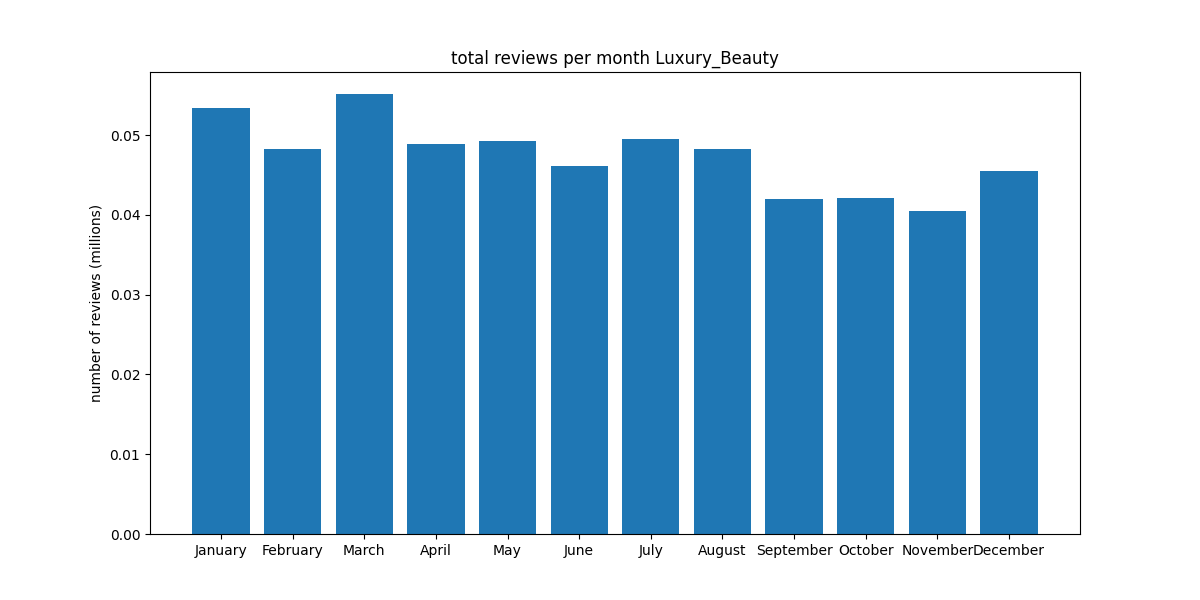 total reviews per month Luxury_Beauty
number of reviews (millions)
0.05
0.04
0.03
0.02
0.01
0.00
January February March April May June July August September October November December